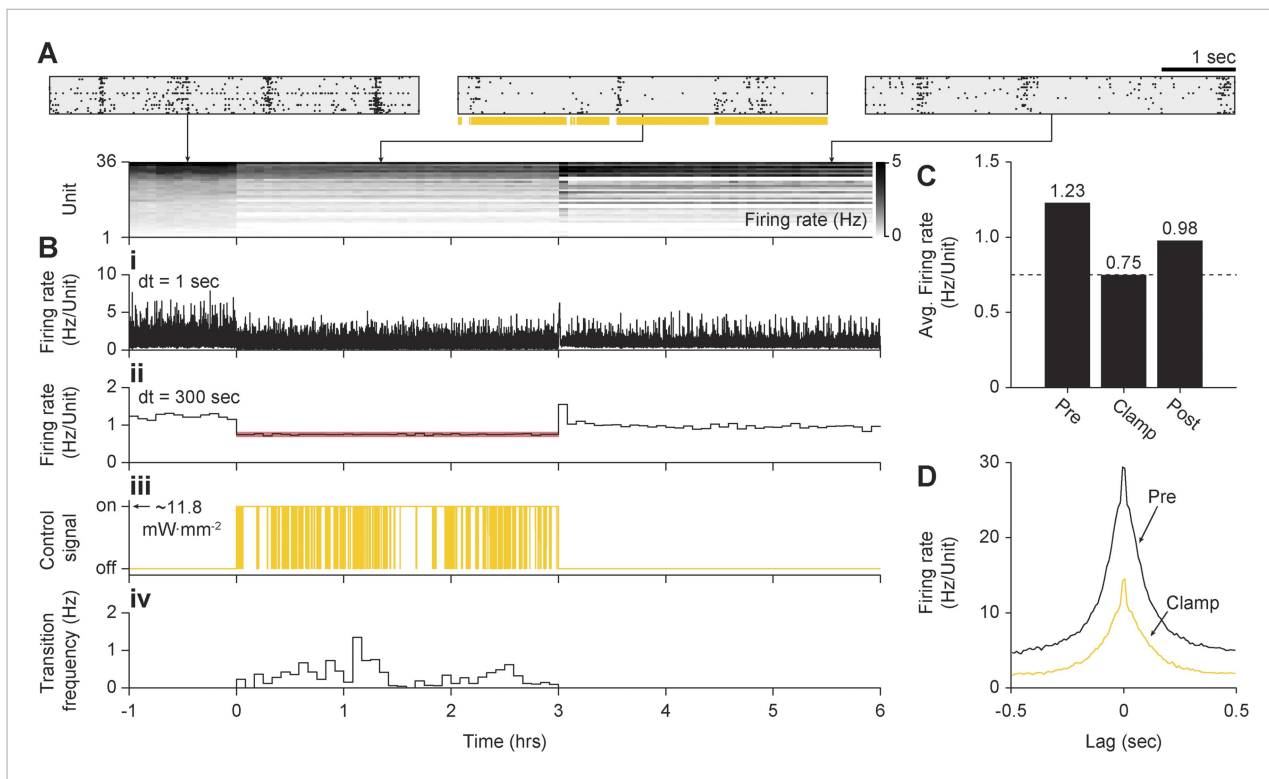 A
1 sec
36
Unit
1
5
Firing rate (Hz)
0
B
i
dt = 1 sec
Firing rate
(Hz/Unit)
10
5
0
ii
dt = 300 sec
Firing rate
(Hz/Unit)
2
1
0
iii
on
~11.8
mW·mm-2
Control
signal
off
iv
Transition
frequency (Hz)
2
1
0
-1 0 1 2 3 4 5 6
Time (hrs)
C
Avg. Firing rate
(Hz/Unit)
1.5
1.0
0.5
0
1.23
0.75
0.98
Pre
Clamp
Post
D
Firing rate
(Hz/Unit)
30
20
10
0
Pre
Clamp
-0.5 0 0.5
Lag (sec)